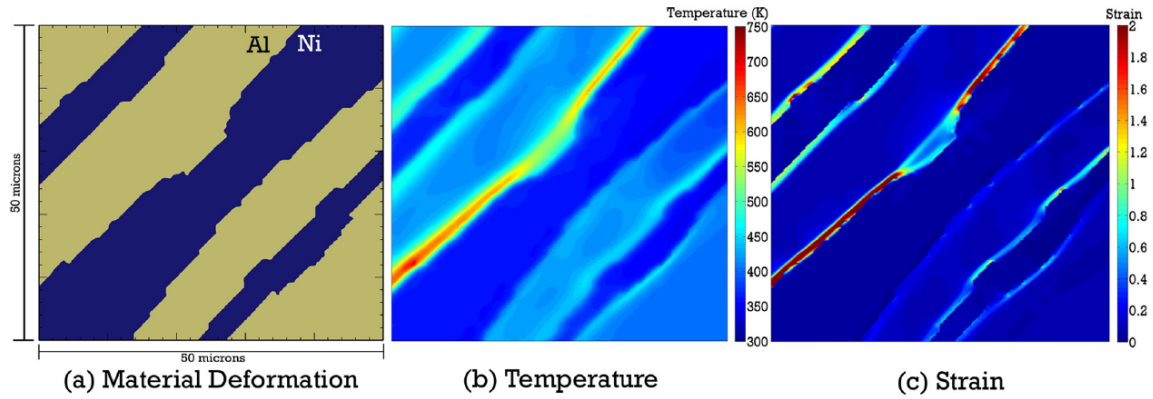 Temperature (K)
Strain
Al
Ni
750
700
650
600
550
500
450
400
350
300
2
1.8
1.6
1.4
1.2
1
0.8
0.6
0.4
0.2
0
50 microns
50 microns
(a) Material Deformation
(b) Temperature
(c) Strain